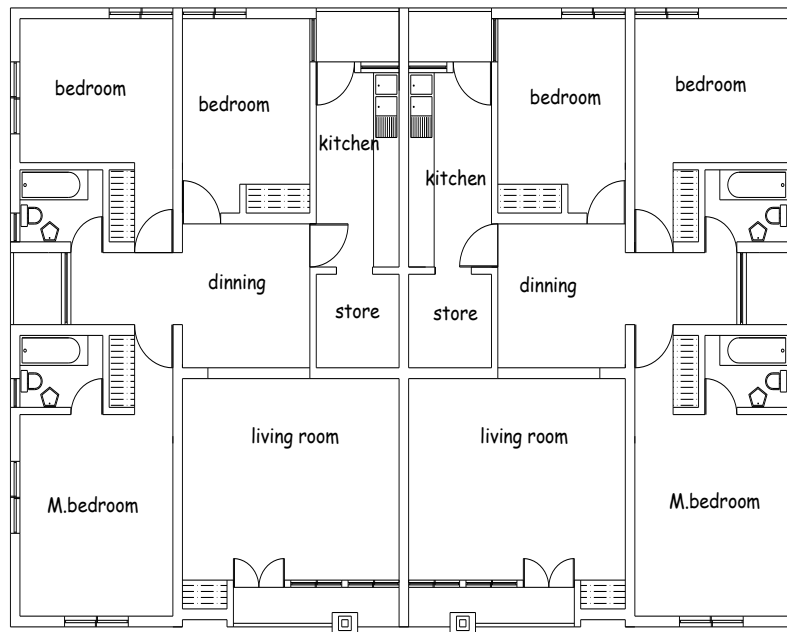 bedroom
bedroom
bedroom
bedroom
kitchen
kitchen
dinning
dinning
store
store
living room
living room
M.bedroom
M.bedroom